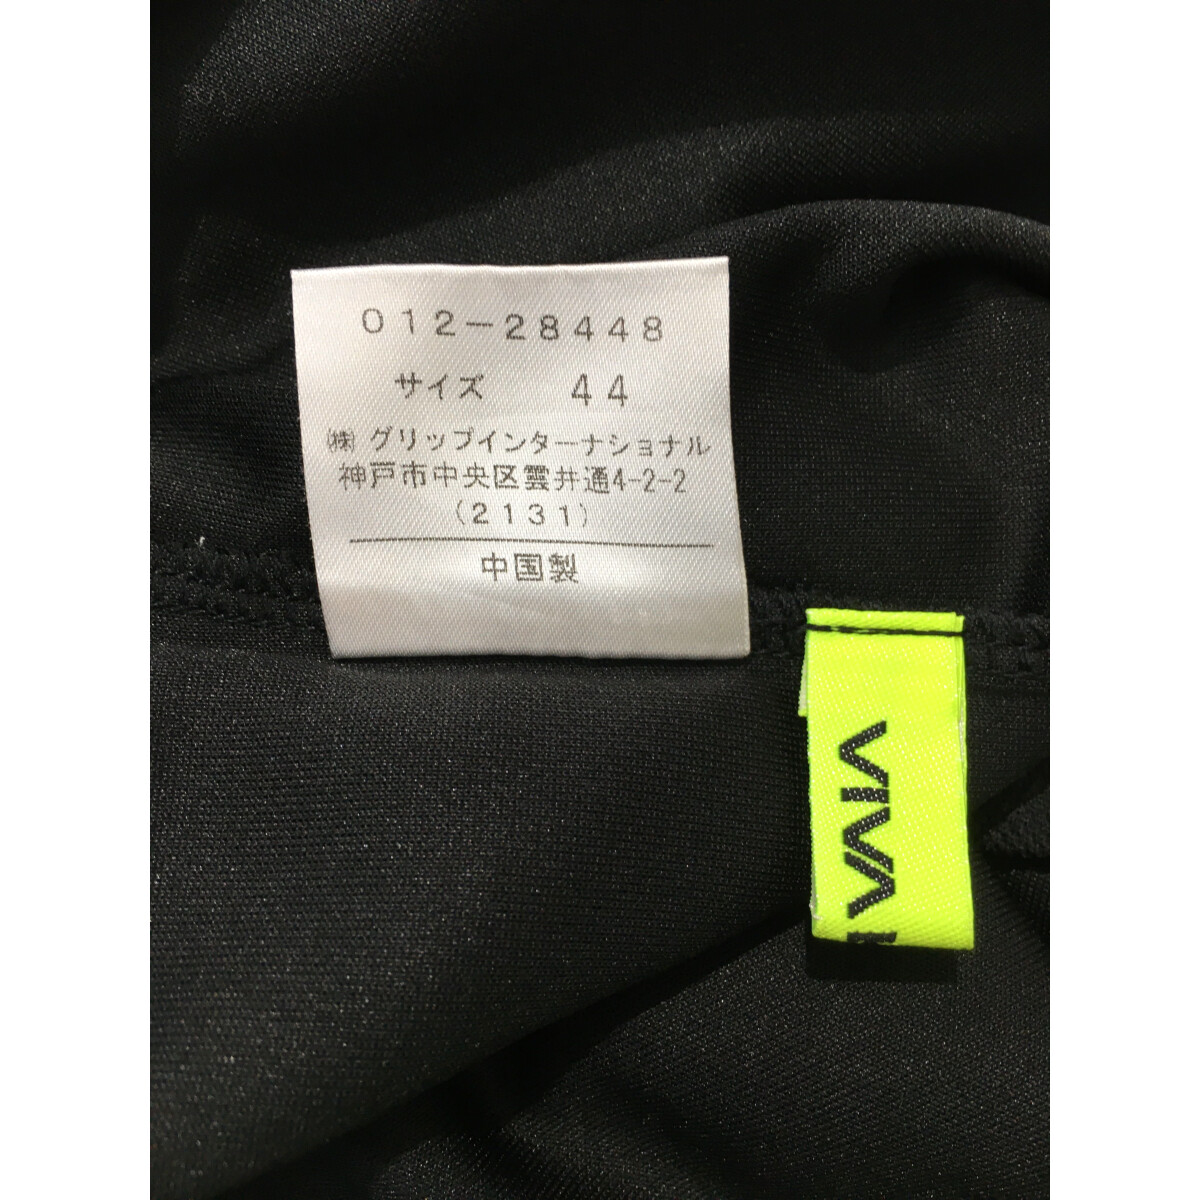 012-28448
サイズ 44
㈱ グリップインターナショナル
神戸市中央区雲井通4-2-2
(2131)
中国製
VIVA